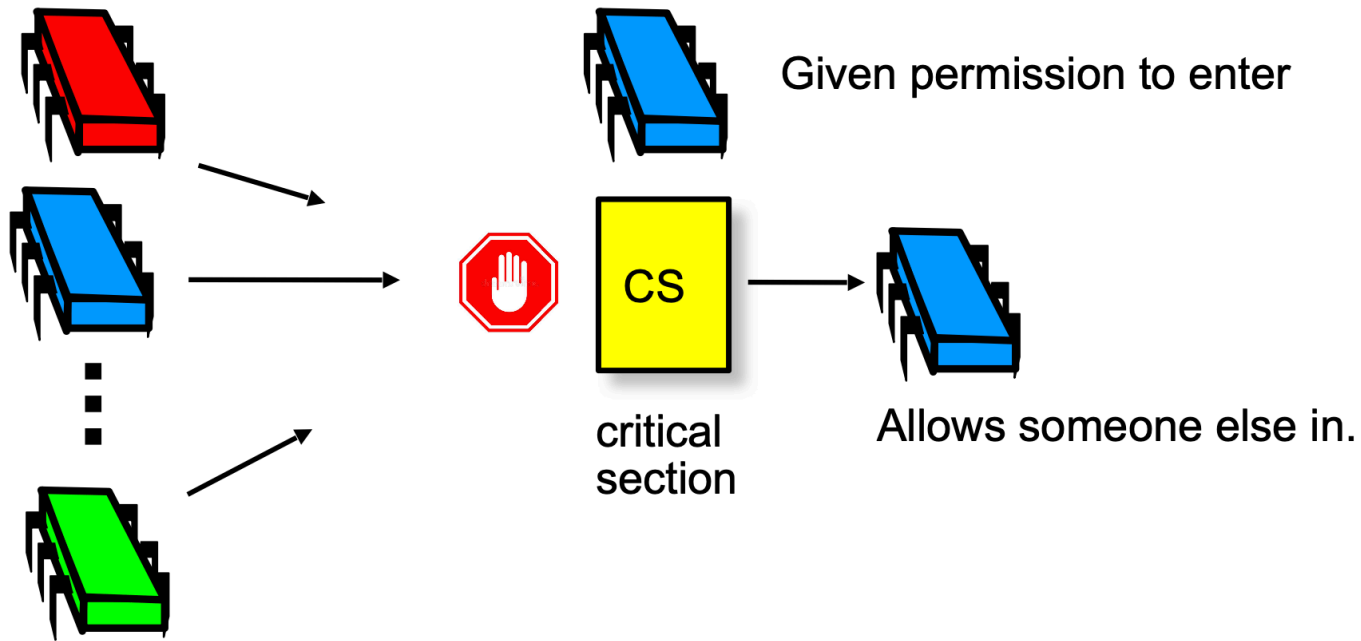 Given permission to enter
CS
critical
section
Allows someone else in.